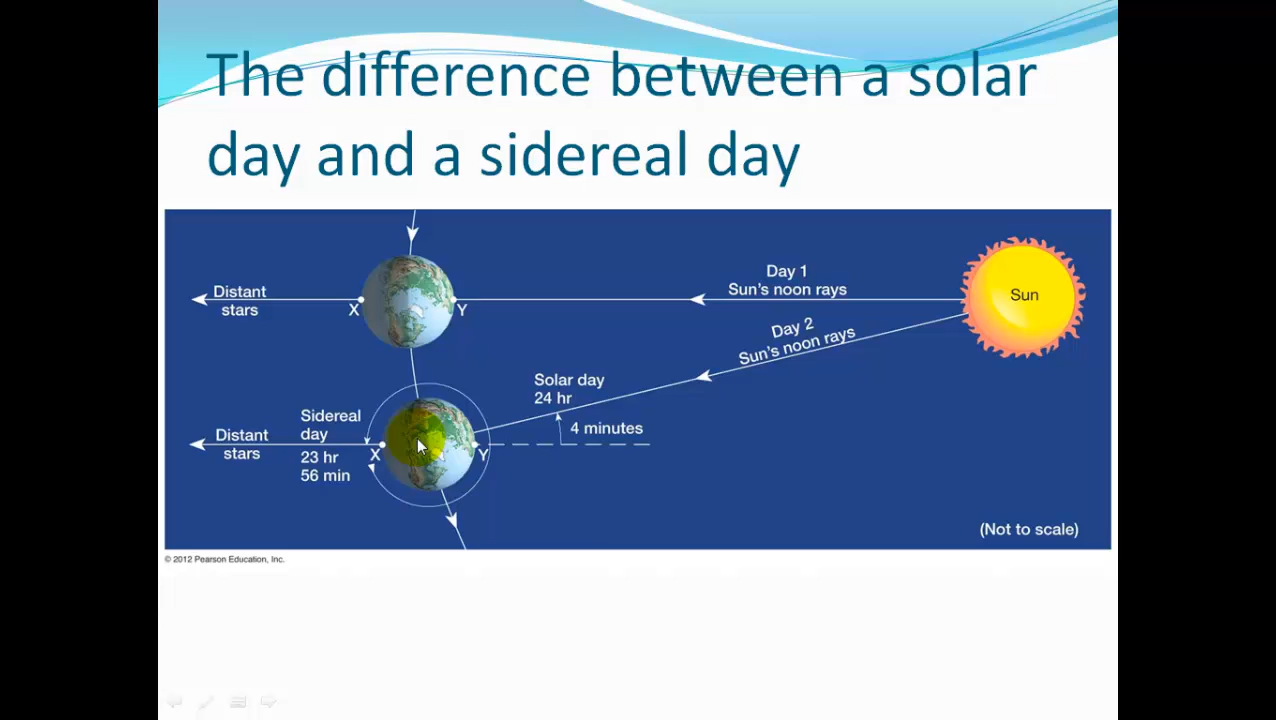 The difference between a solar
day and a sidereal day
Day 1
Sun's noon rays
Distant
stars
X
Y
Sun
Day 2
Sun's noon rays
Solar day
24 hr
4 minutes
Sidereal
day
23 hr
56 min
Distant
stars
X
Y
(Not to scale)
© 2012 Pearson Education, Inc.